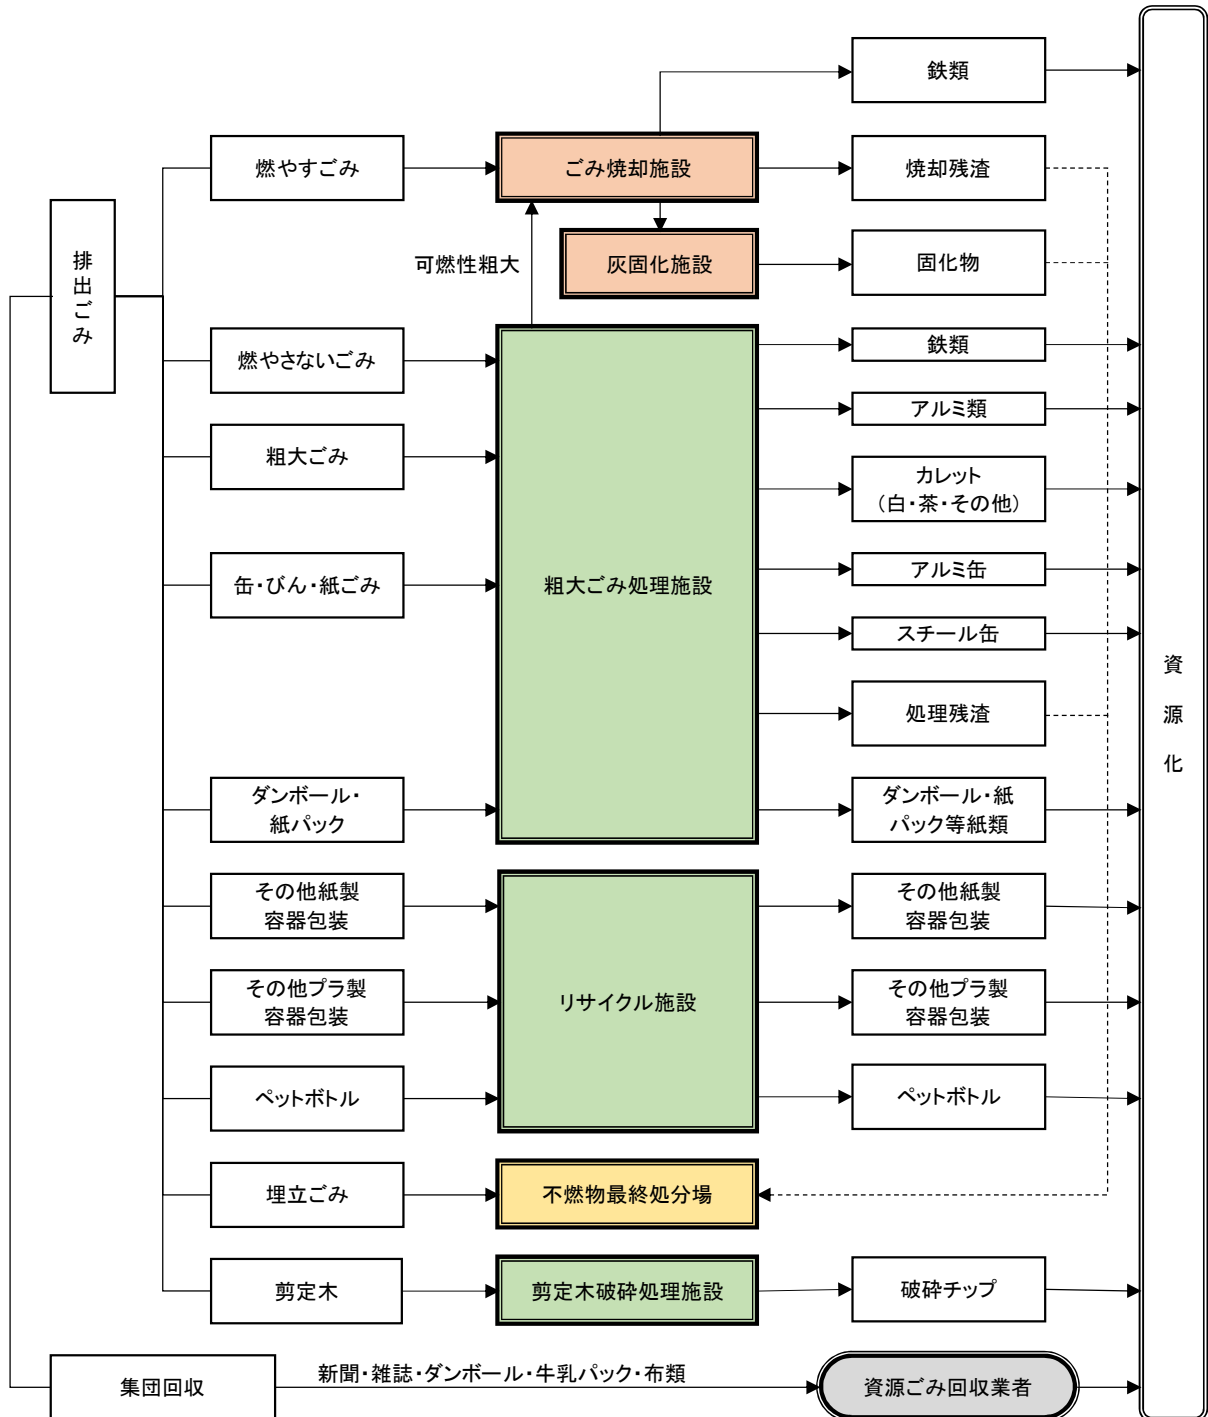 鉄類
燃やすごみ
ごみ焼却施設
焼却残渣
排出ごみ
可燃性粗大
灰固化施設
固化物
燃やさないごみ
鉄類
アルミ類
粗大ごみ
カレット
（白・茶・その他）
缶・びん・紙ごみ
粗大ごみ処理施設
アルミ缶
スチール缶
処理残渣
資源化
ダンボール・
紙パック
ダンボール・紙
パック等紙類
その他紙製
容器包装
その他紙製
容器包装
その他プラ製
容器包装
リサイクル施設
その他プラ製
容器包装
ペットボトル
ペットボトル
埋立ごみ
不燃物最終処分場
剪定木
剪定木破砕処理施設
破砕チップ
集団回収
新聞・雑誌・ダンボール・牛乳パック・布類
資源ごみ回収業者